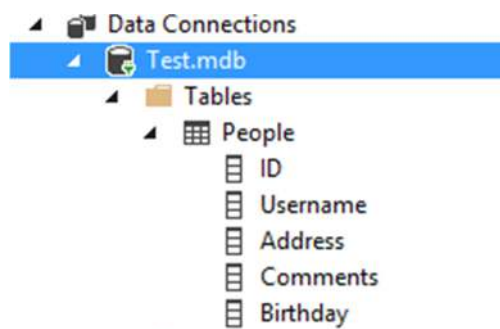 Data Connections
Test.mdb
Tables
People
ID
Username
Address
Comments
Birthday